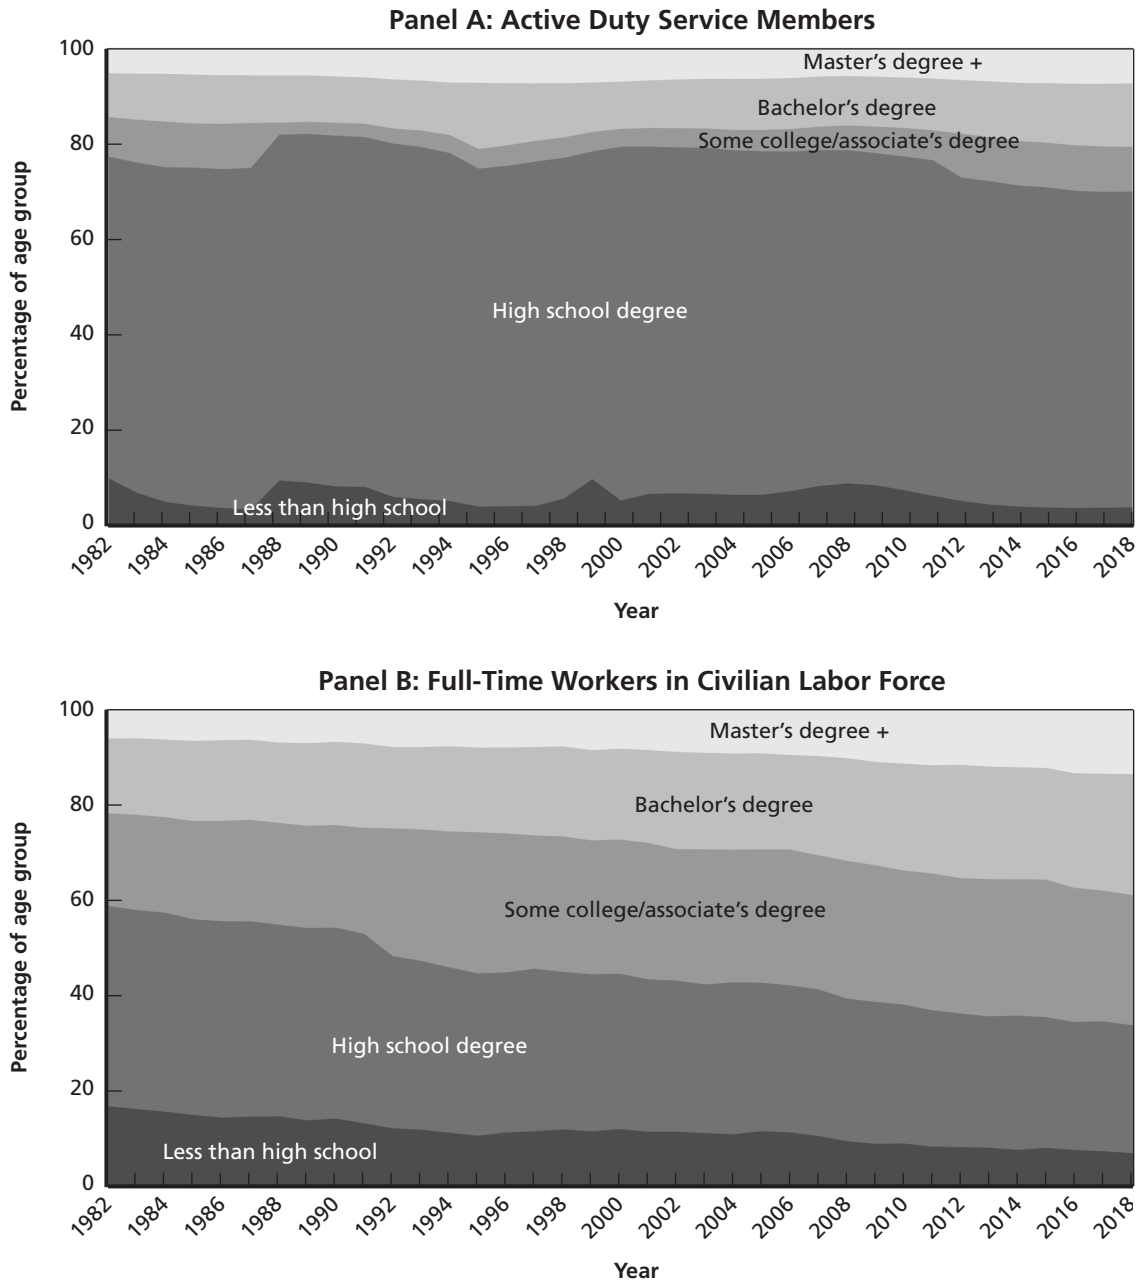 Panel A: Active Duty Service Members
Percentage of age group
100
80
60
40
20
0
Master’s degree +
Bachelor’s degree
Some college/associate’s degree
High school degree
Less than high school
1982 1984 1986 1988 1990 1992 1994 1996 1998 2000 2002 2004 2006 2008 2010 2012 2014 2016 2018
Year
Panel B: Full-Time Workers in Civilian Labor Force
Percentage of age group
100
80
60
40
20
0
Master’s degree +
Bachelor’s degree
Some college/associate’s degree
High school degree
Less than high school
1982 1984 1986 1988 1990 1992 1994 1996 1998 2000 2002 2004 2006 2008 2010 2012 2014 2016 2018
Year